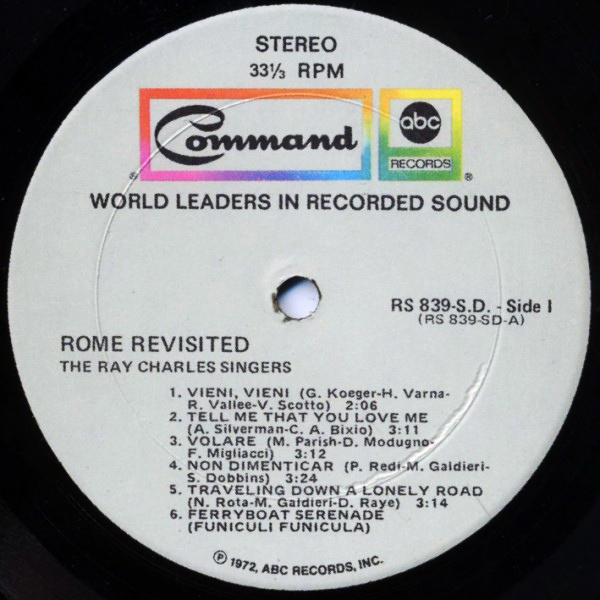 STEREO
33⅓ RPM
Command
abc
RECORDS
® ®
WORLD LEADERS IN RECORDED SOUND
RS 839-S.D. - Side I
(RS 839-SD-A)
ROME REVISITED
THE RAY CHARLES SINGERS
1. VIENI, VIENI (G. Koeger-H. Varna-
R. Vallee-V. Scotto) 2:06
2. TELL ME THAT YOU LOVE ME
(A. Silverman-C. A. Bixio) 3:11
3. VOLARE (M. Parish-D. Modugno-
F. Migliacci) 3:12
4. NON DIMENTICAR (P. Redi-M. Galdieri-
S. Dobbins) 3:24
5. TRAVELING DOWN A LONELY ROAD
(N. Rota-M. Galdieri-D. Raye) 3:14
6. FERRYBOAT SERENADE
(FUNICULI FUNICULA)
℗ 1972, ABC RECORDS, INC.